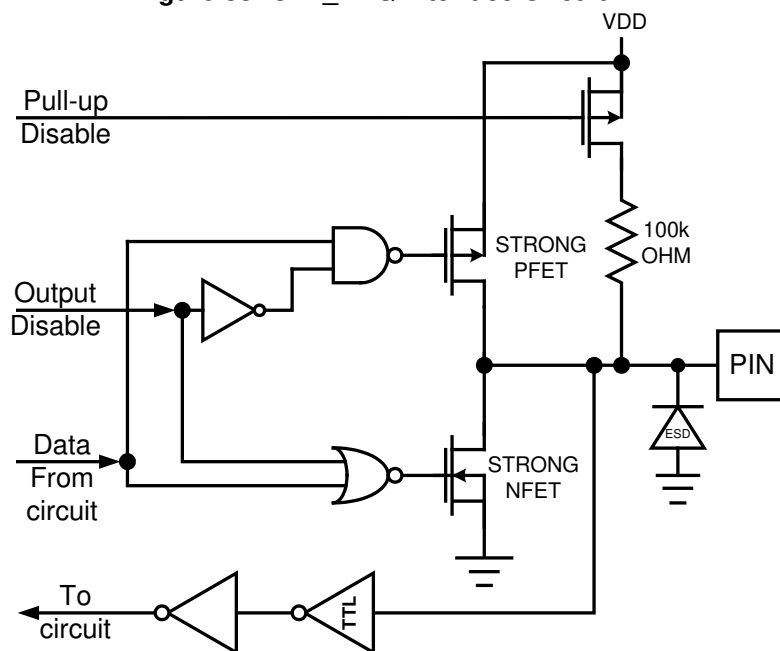 VDD
Pull-up
Disable
100k
OHM
STRONG
PFET
Output
Disable
PIN
ESD
Data
From
circuit
STRONG
NFET
To
circuit
TTL